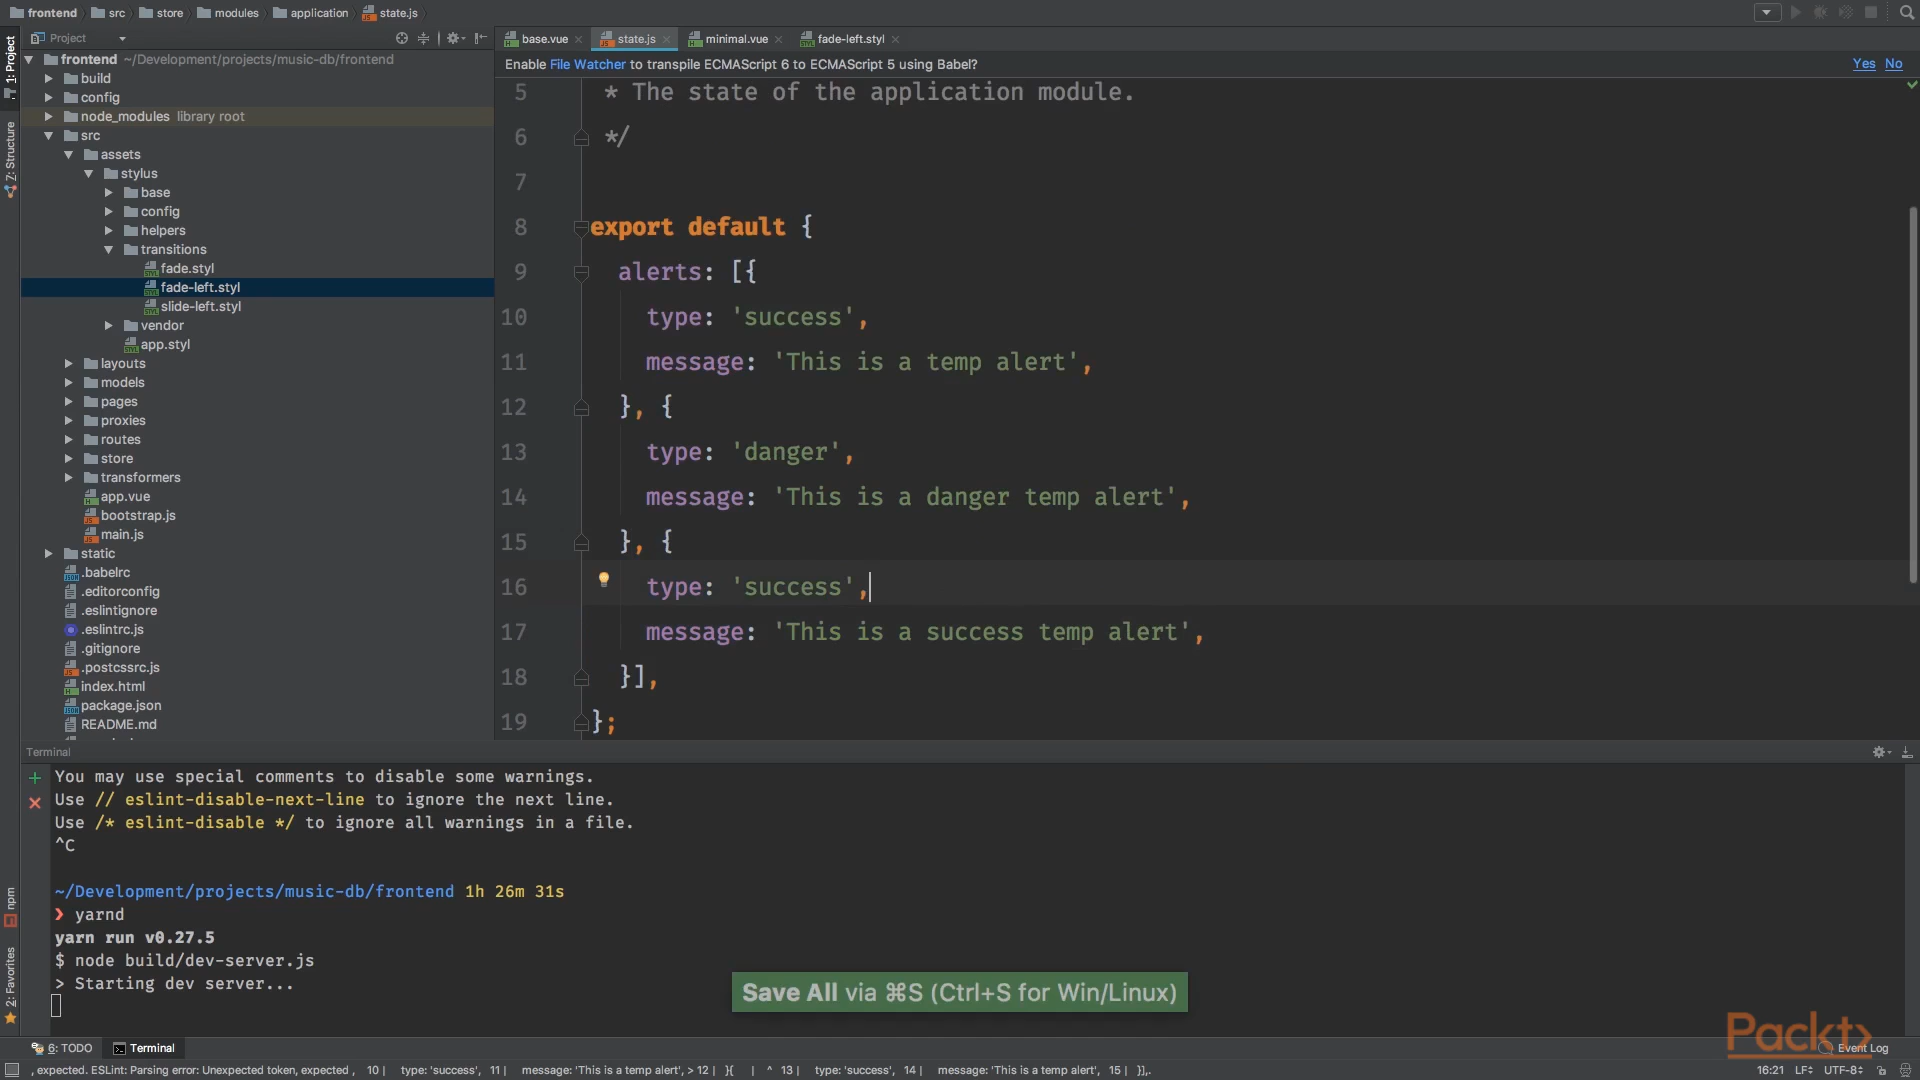 frontend src store modules application state.js
1: Project
Z: Structure
npm
2: Favorites
Project
frontend ~/Development/projects/music-db/frontend
build
config
node_modules library root
src
assets
stylus
base
config
helpers
transitions
fade.styl
fade-left.styl
slide-left.styl
vendor
app.styl
layouts
models
pages
proxies
routes
store
transformers
app.vue
bootstrap.js
main.js
static
.babelrc
.editorconfig
.eslintignore
.eslintrc.js
.gitignore
.postcssrc.js
index.html
package.json
README.md
base.vue state.js minimal.vue fade-left.styl
Enable File Watcher to transpile ECMAScript 6 to ECMAScript 5 using Babel? Yes No
5 * The state of the application module.
6 */
7
8 export default {
9 alerts: [{
10 type: 'success',
11 message: 'This is a temp alert',
12 }, {
13 type: 'danger',
14 message: 'This is a danger temp alert',
15 }, {
16 type: 'success',
17 message: 'This is a success temp alert',
18 }],
19 };
Terminal
You may use special comments to disable some warnings.
Use // eslint-disable-next-line to ignore the next line.
Use /* eslint-disable */ to ignore all warnings in a file.
^C
~/Development/projects/music-db/frontend 1h 26m 31s
❯ yarnd
yarn run v0.27.5
$ node build/dev-server.js
> Starting dev server...
Save All via ⌘S (Ctrl+S for Win/Linux)
Packt>
6: TODO Terminal Event Log
, expected. ESLint: Parsing error: Unexpected token, expected , 10 | type: 'success', 11 | message: 'This is a temp alert', > 12 | }{ | ^ 13 | type: 'success', 14 | message: 'This is a temp alert', 15 | }],. 16:21 LF UTF-8